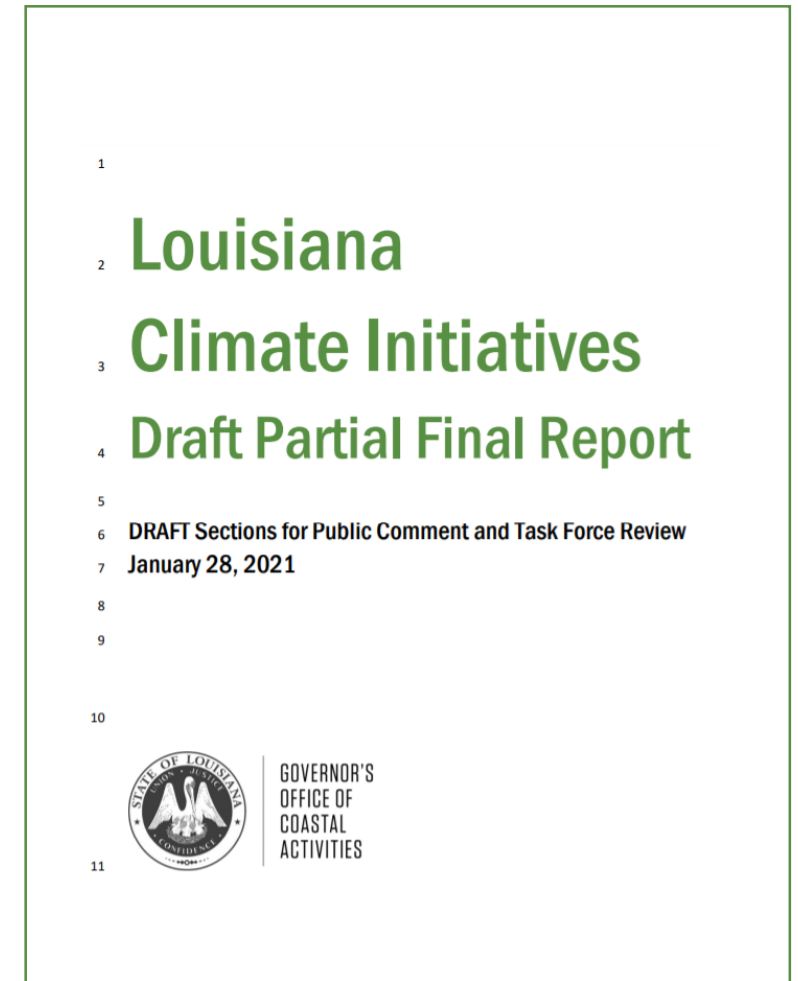 1
2 Louisiana
3 Climate Initiatives
4 Draft Partial Final Report
5
6 DRAFT Sections for Public Comment and Task Force Review
7 January 28, 2021
8
9
10
STATE OF LOUISIANA
UNION · JUSTICE
· CONFIDENCE ·
GOVERNOR'S
OFFICE OF
COASTAL
ACTIVITIES
11